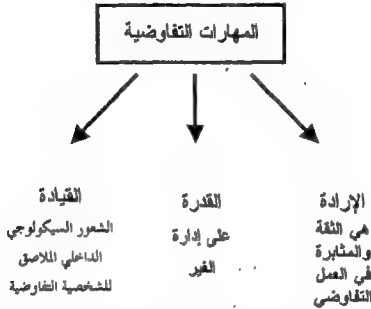 المهارات التفاوضية
الإرادة
هي الثقة
والمثابرة
في العمل
التفاوضي
القدرة
على إدارة
الغير
القيادة
الشعور السيكولوجي
الداخلي الملاصق
للشخصية التفاوضية